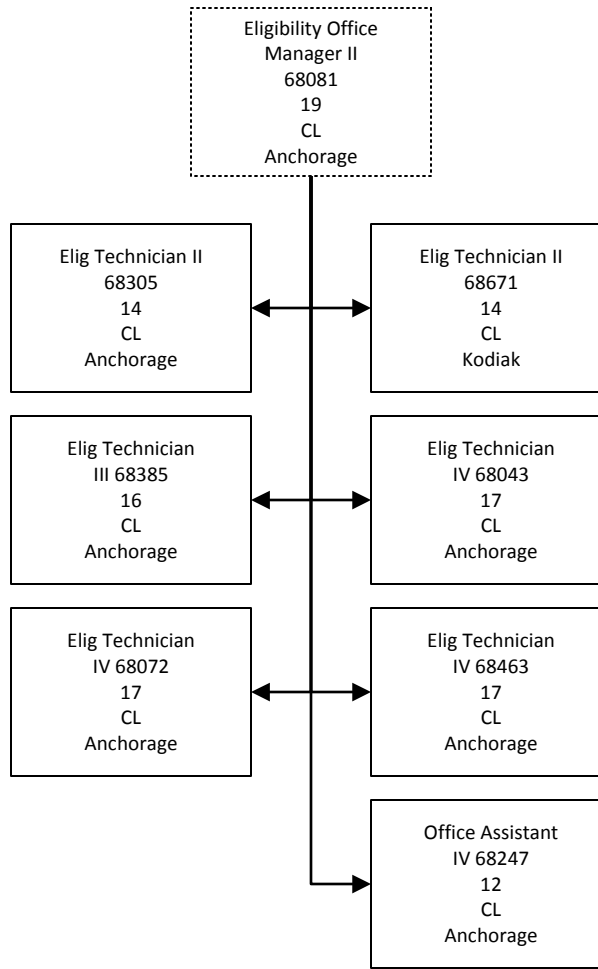 Eligibility Office
Manager II
68081
19
CL
Anchorage
Elig Technician II
68305
14
CL
Anchorage
Elig Technician II
68671
14
CL
Kodiak
Elig Technician
III 68385
16
CL
Anchorage
Elig Technician
IV 68043
17
CL
Anchorage
Elig Technician
IV 68072
17
CL
Anchorage
Elig Technician
IV 68463
17
CL
Anchorage
Office Assistant
IV 68247
12
CL
Anchorage